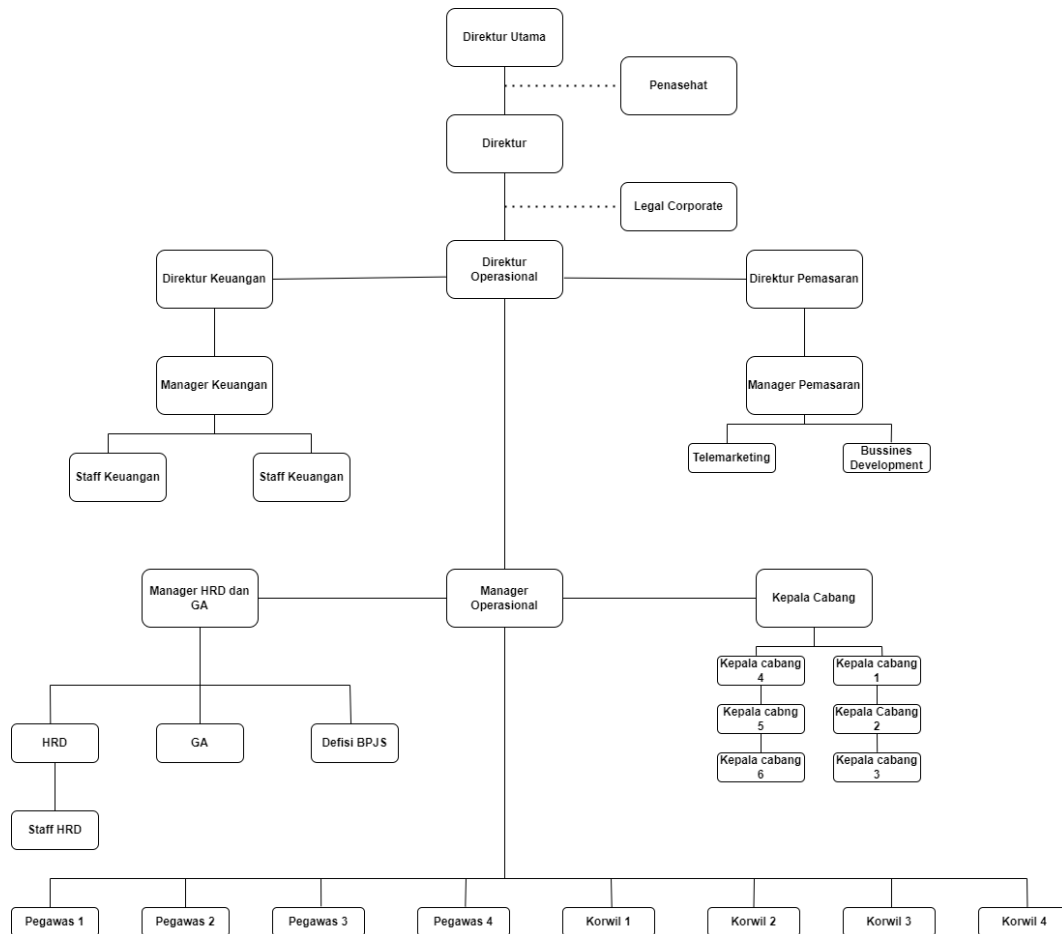 Direktur Utama
Penasehat
Direktur
Legal Corporate
Direktur Keuangan
Direktur
Operasional
Direktur Pemasaran
Manager Keuangan
Manager Pemasaran
Staff Keuangan
Staff Keuangan
Telemarketing
Bussines
Development
Manager HRD dan
GA
Manager
Operasional
Kepala Cabang
Kepala cabang
4
Kepala cabang
1
Kepala cabng
5
Kepala Cabang
2
Kepala cabang
6
Kepala cabang
3
HRD
GA
Defisi BPJS
Staff HRD
Pegawas 1
Pegawas 2
Pegawas 3
Pegawas 4
Korwil 1
Korwil 2
Korwil 3
Korwil 4